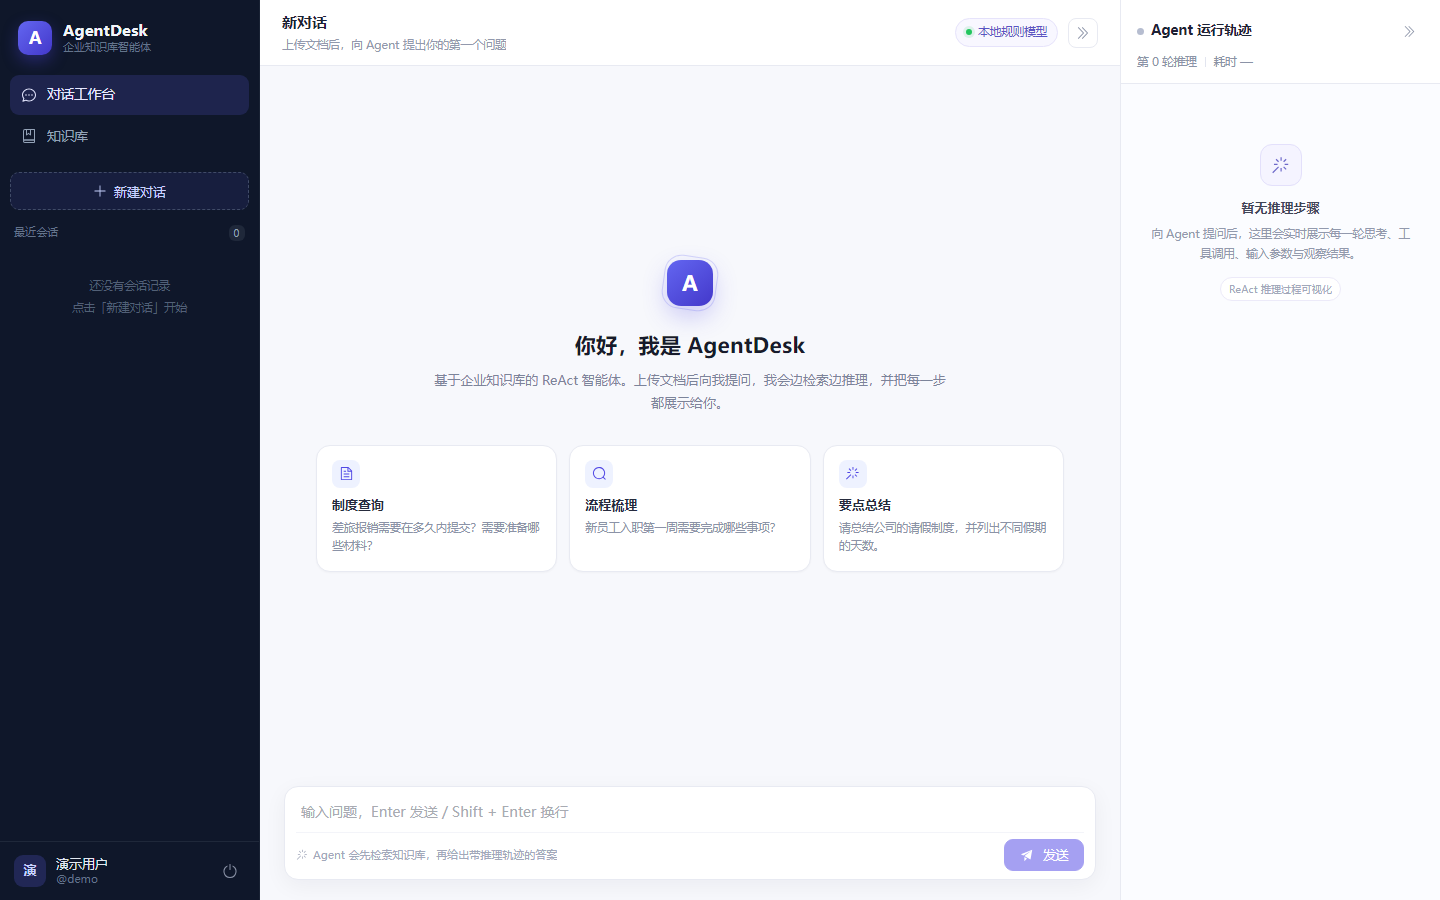 A
AgentDesk
企业知识库智能体
对话工作台
知识库
新建对话
最近会话
0
还没有会话记录
点击「新建对话」开始
演
演示用户
@demo
新对话
上传文档后，向 Agent 提出你的第一个问题
本地规则模型
A
你好，我是 AgentDesk
基于企业知识库的 ReAct 智能体。上传文档后向我提问，我会边检索边推理，并把每一步
都展示给你。
制度查询
差旅报销需要在多久内提交？需要准备哪
些材料？
流程梳理
新员工入职第一周需要完成哪些事项？
要点总结
请总结公司的请假制度，并列出不同假期
的天数。
输入问题，Enter 发送 / Shift + Enter 换行
Agent 会先检索知识库，再给出带推理轨迹的答案
发送
Agent 运行轨迹
第 0 轮推理
耗时 —
暂无推理步骤
向 Agent 提问后，这里会实时展示每一轮思考、工
具调用、输入参数与观察结果。
ReAct 推理过程可视化